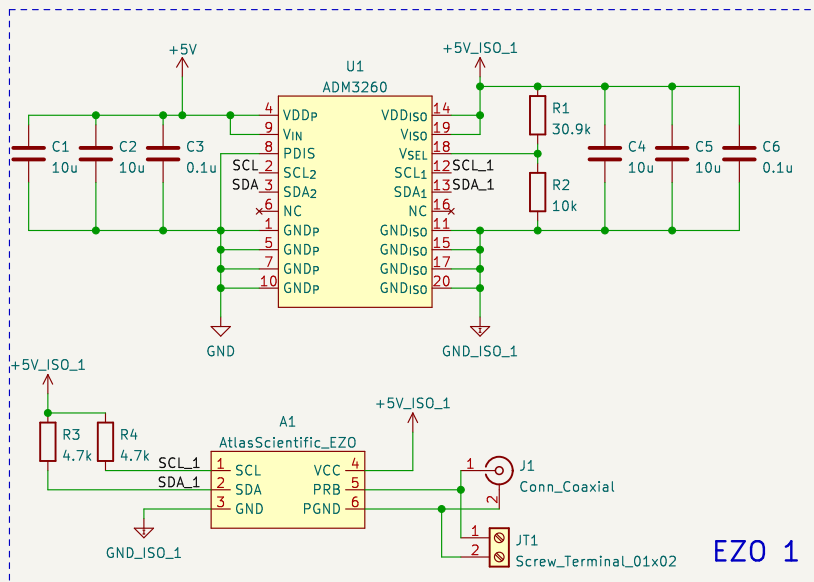 +5V
U1
ADM3260
+5V_ISO_1
C1
10u
C2
10u
C3
0.1u
4 VDDP
9 VIN
8 PDIS
SCL 2 SCL2
SDA 3 SDA2
6 NC
1 GNDP
5 GNDP
7 GNDP
10 GNDP
VDDISO 14
VISO 19
VSEL 18
SCL1 12 SCL_1
SDA1 13 SDA_1
NC 16
GNDISO 11
GNDISO 15
GNDISO 17
GNDISO 20
R1
30.9k
R2
10k
C4
10u
C5
10u
C6
0.1u
GND
GND_ISO_1
+5V_ISO_1
R3
4.7k
R4
4.7k
A1
AtlasScientific_EZO
SCL_1 1 SCL
SDA_1 2 SDA
3 GND
VCC 4
PRB 5
PGND 6
GND_ISO_1
+5V_ISO_1
1
2
J1
Conn_Coaxial
1
2
JT1
Screw_Terminal_01x02
EZO 1